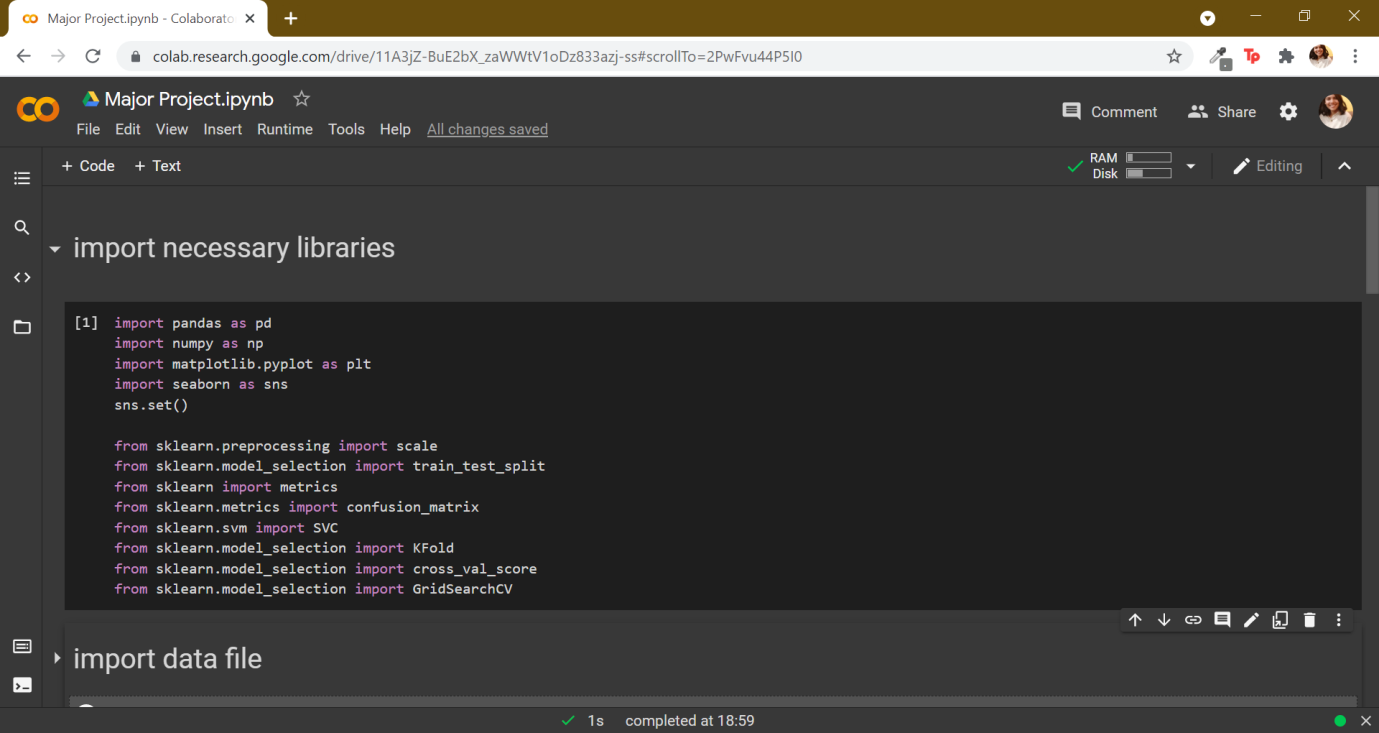 Major Project.ipynb - Colaborato
colab.research.google.com/drive/11A3jZ-BuE2bX_zaWWtV1oDz833azj-ss#scrollTo=2PwFvu44P5I0
Tp
Major Project.ipynb
Comment
Share
File Edit View Insert Runtime Tools Help All changes saved
+ Code + Text
RAM
Disk
Editing
import necessary libraries
[1] import pandas as pd
import numpy as np
import matplotlib.pyplot as plt
import seaborn as sns
sns.set()
from sklearn.preprocessing import scale
from sklearn.model_selection import train_test_split
from sklearn import metrics
from sklearn.metrics import confusion_matrix
from sklearn.svm import SVC
from sklearn.model_selection import KFold
from sklearn.model_selection import cross_val_score
from sklearn.model_selection import GridSearchCV
import data file
1s completed at 18:59